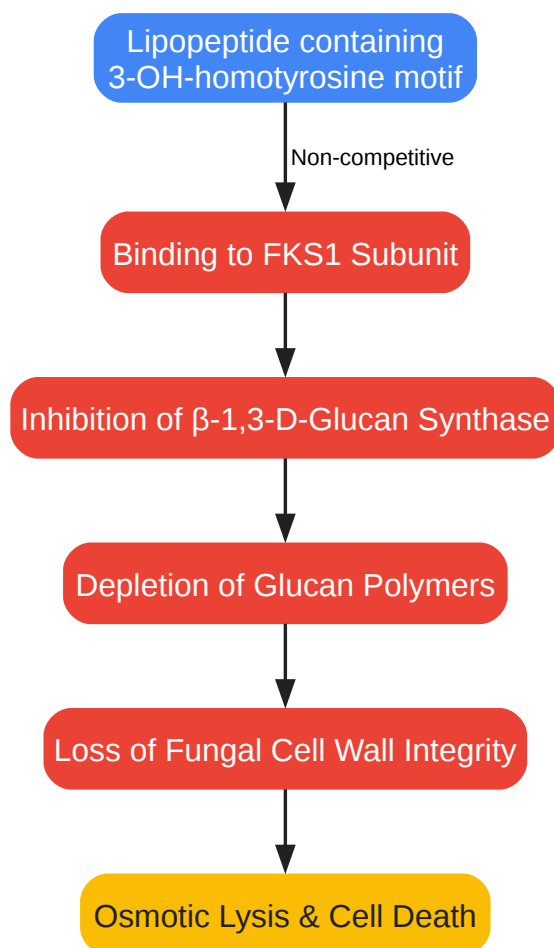 Lipopeptide containing
3-OH-homotyrosine motif
Non-competitive
Binding to FKS1 Subunit
Inhibition of β-1,3-D-Glucan Synthase
Depletion of Glucan Polymers
Loss of Fungal Cell Wall Integrity
Osmotic Lysis & Cell Death